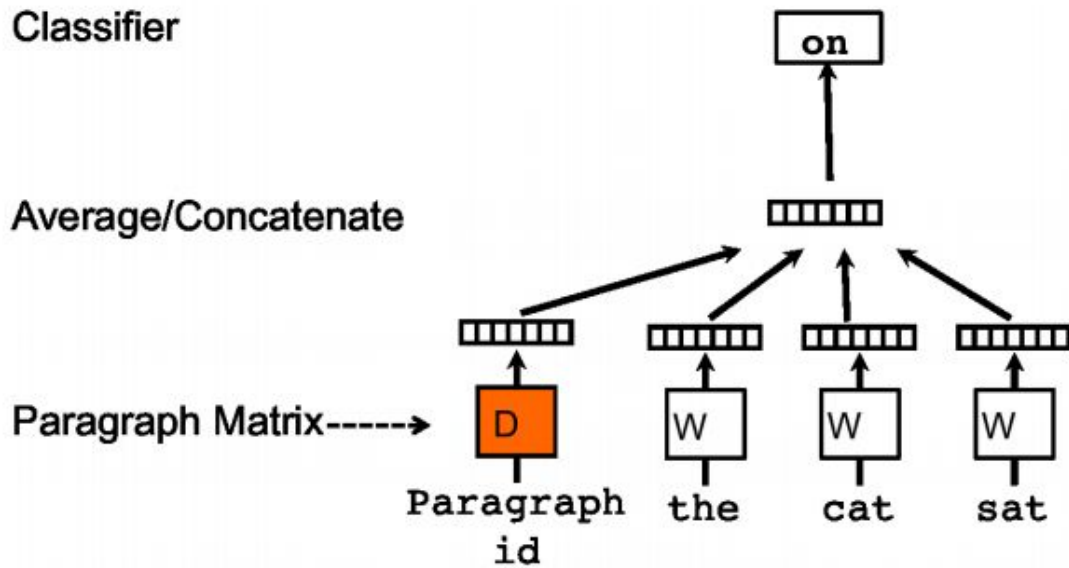 Classifier
on
Average/Concatenate
Paragraph Matrix
D
W
W
W
Paragraph
id
the
cat
sat